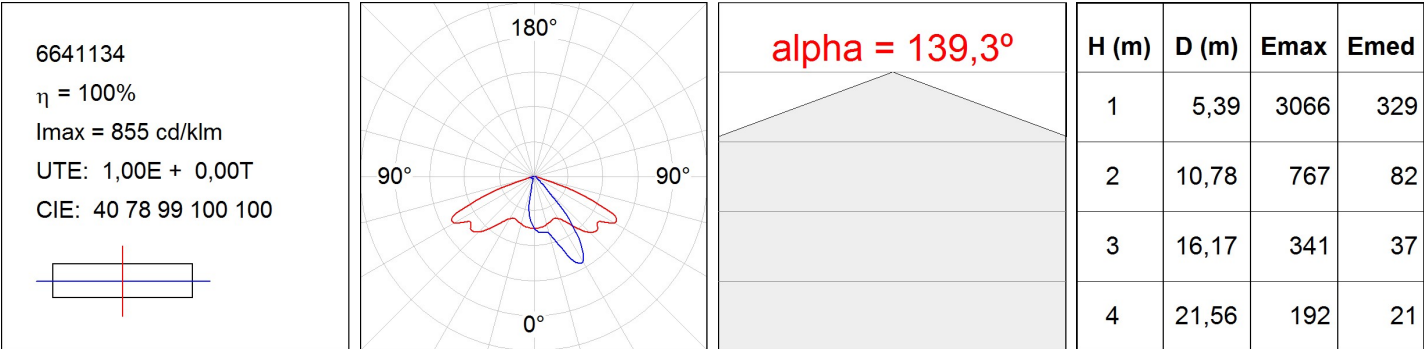 6641134
η = 100%
Imax = 855 cd/klm
UTE: 1,00E + 0,00T
CIE: 40 78 99 100 100
180°
90°
90°
0°
alpha = 139,3º
H (m) D (m) Emax Emed
1 5,39 3066 329
2 10,78 767 82
3 16,17 341 37
4 21,56 192 21